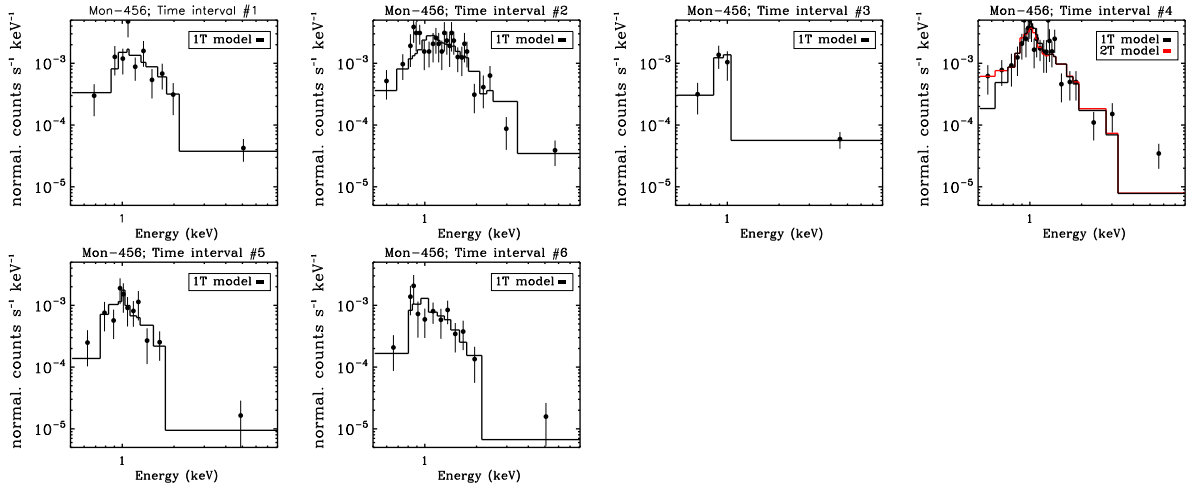 Mon−456; Time interval #1
1T model
normal. counts s⁻¹ keV⁻¹
10⁻³
10⁻⁴
10⁻⁵
1
Energy (keV)
Mon−456; Time interval #2
1T model
normal. counts s⁻¹ keV⁻¹
10⁻³
10⁻⁴
10⁻⁵
1
Energy (keV)
Mon−456; Time interval #3
1T model
normal. counts s⁻¹ keV⁻¹
10⁻³
10⁻⁴
10⁻⁵
1
Energy (keV)
Mon−456; Time interval #4
1T model
2T model
normal. counts s⁻¹ keV⁻¹
10⁻³
10⁻⁴
10⁻⁵
1
Energy (keV)
Mon−456; Time interval #5
1T model
normal. counts s⁻¹ keV⁻¹
10⁻³
10⁻⁴
10⁻⁵
1
Energy (keV)
Mon−456; Time interval #6
1T model
normal. counts s⁻¹ keV⁻¹
10⁻³
10⁻⁴
10⁻⁵
1
Energy (keV)